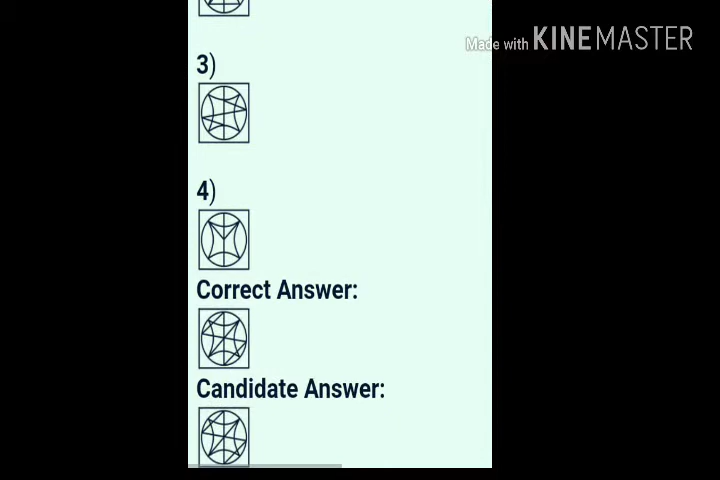 Made with KINEMASTER
3)
4)
Correct Answer:
Candidate Answer: